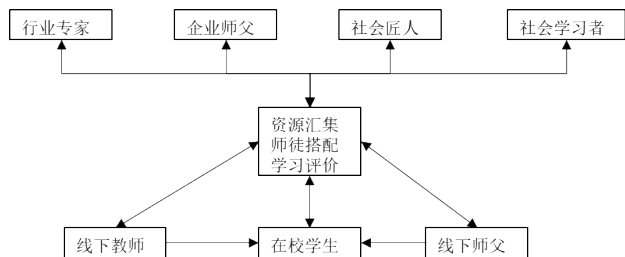 行业专家
企业师父
社会匠人
社会学习者
资源汇集
师徒搭配
学习评价
线下教师
在校学生
线下师父